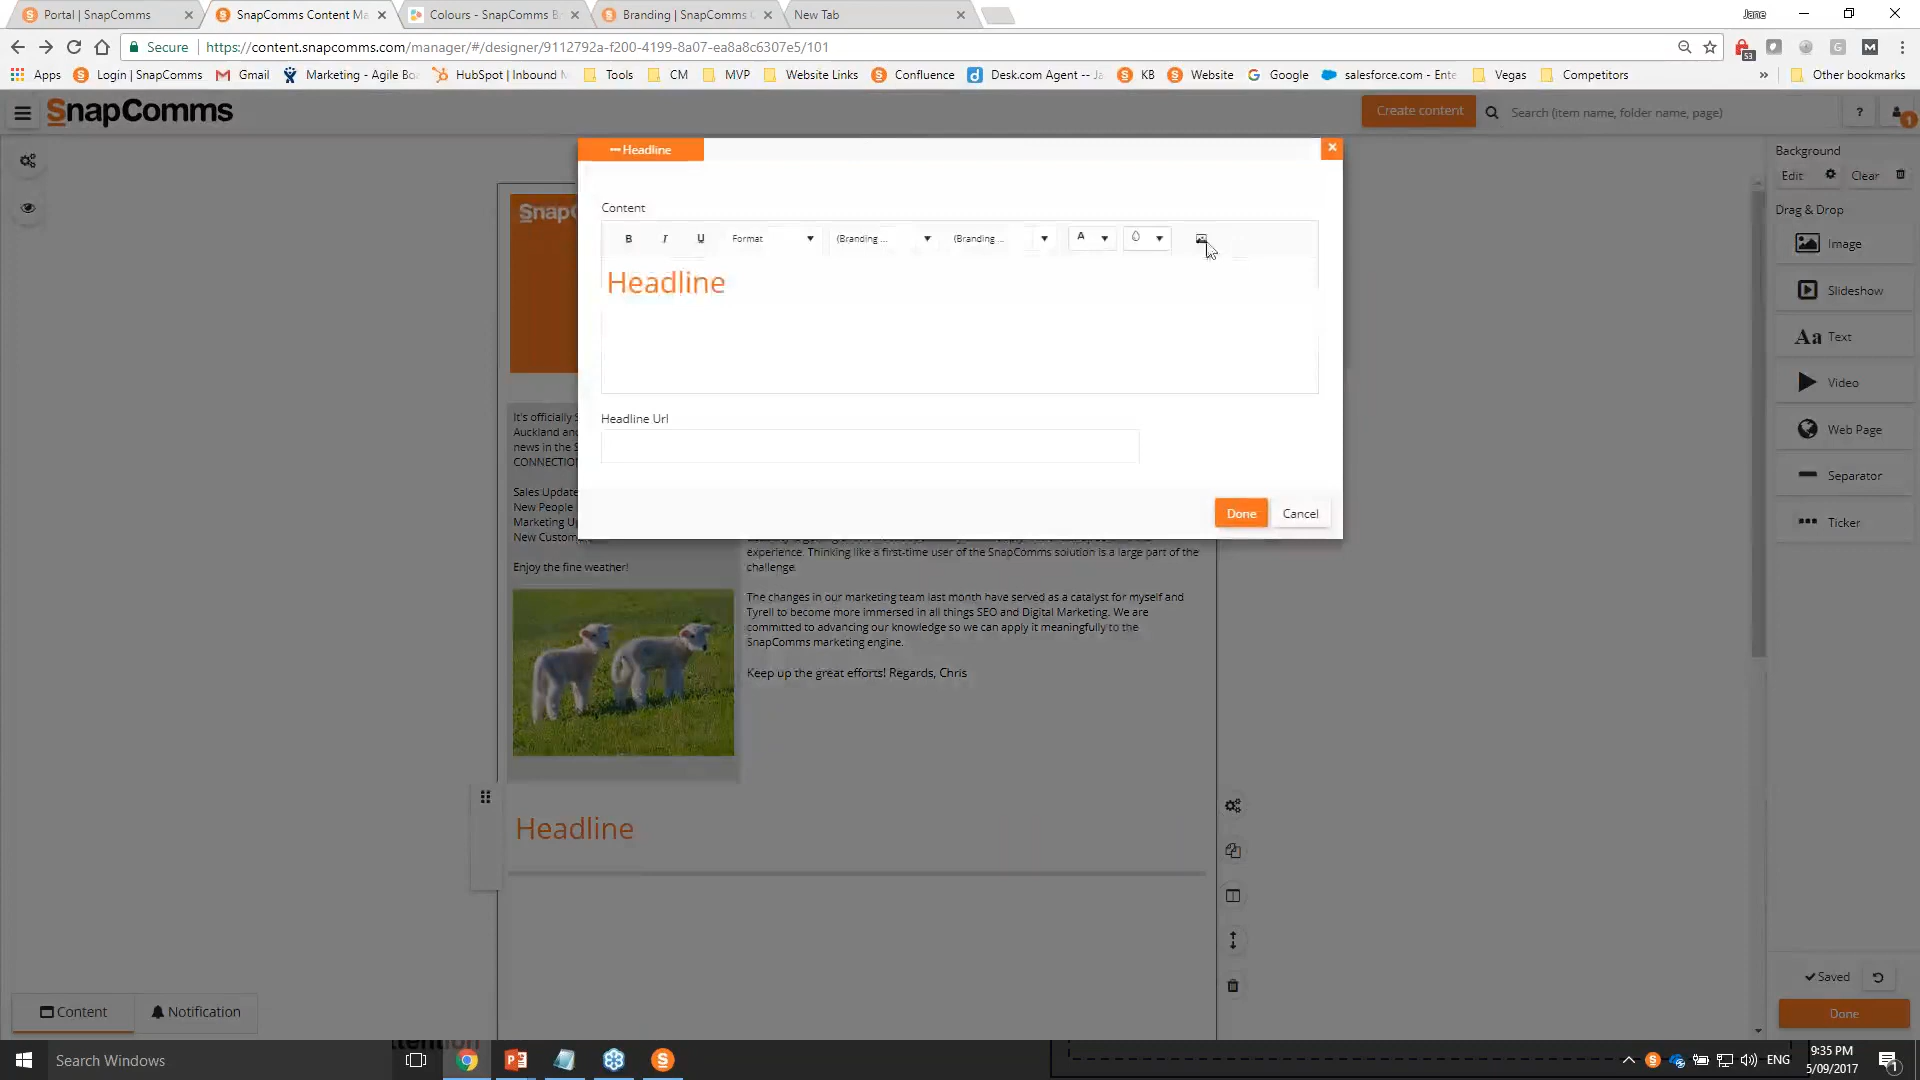 Portal | SnapComms
SnapComms Content Ma
Colours - SnapComms B
Branding | SnapComms
New Tab
Jane
Secure
https://content.snapcomms.com/manager/#/designer/9112792a-f200-4199-8a07-ea8a8c6307e5/101
53
Apps
Login | SnapComms
Gmail
Marketing - Agile Bo
HubSpot | Inbound M
Tools
CM
MVP
Website Links
Confluence
Desk.com Agent -- Ja
KB
Website
Google
salesforce.com - Ente
Vegas
Competitors
Other bookmarks
SnapComms
Create content
Search (item name, folder name, page)
?
1
Headline
Background
Edit
Clear
Drag & Drop
Image
Slideshow
Text
Video
Web Page
Separator
Ticker
Content
B
I
U
Format
(Branding ...
(Branding ...
A
Headline
Headline Url
Done
Cancel
Snap
It's officially S
Auckland and
news in the S
CONNECTION
Sales Update
New People
Marketing Up
New Custom
Enjoy the fine weather!
experience. Thinking like a first-time user of the SnapComms solution is a large part of the
challenge.
The changes in our marketing team last month have served as a catalyst for myself and
Tyrell to become more immersed in all things SEO and Digital Marketing. We are
committed to advancing our knowledge so we can apply it meaningfully to the
SnapComms marketing engine.
Keep up the great efforts! Regards, Chris
Headline
Saved
Done
Content
Notification
Search Windows
ENG
9:35 PM
5/09/2017
1